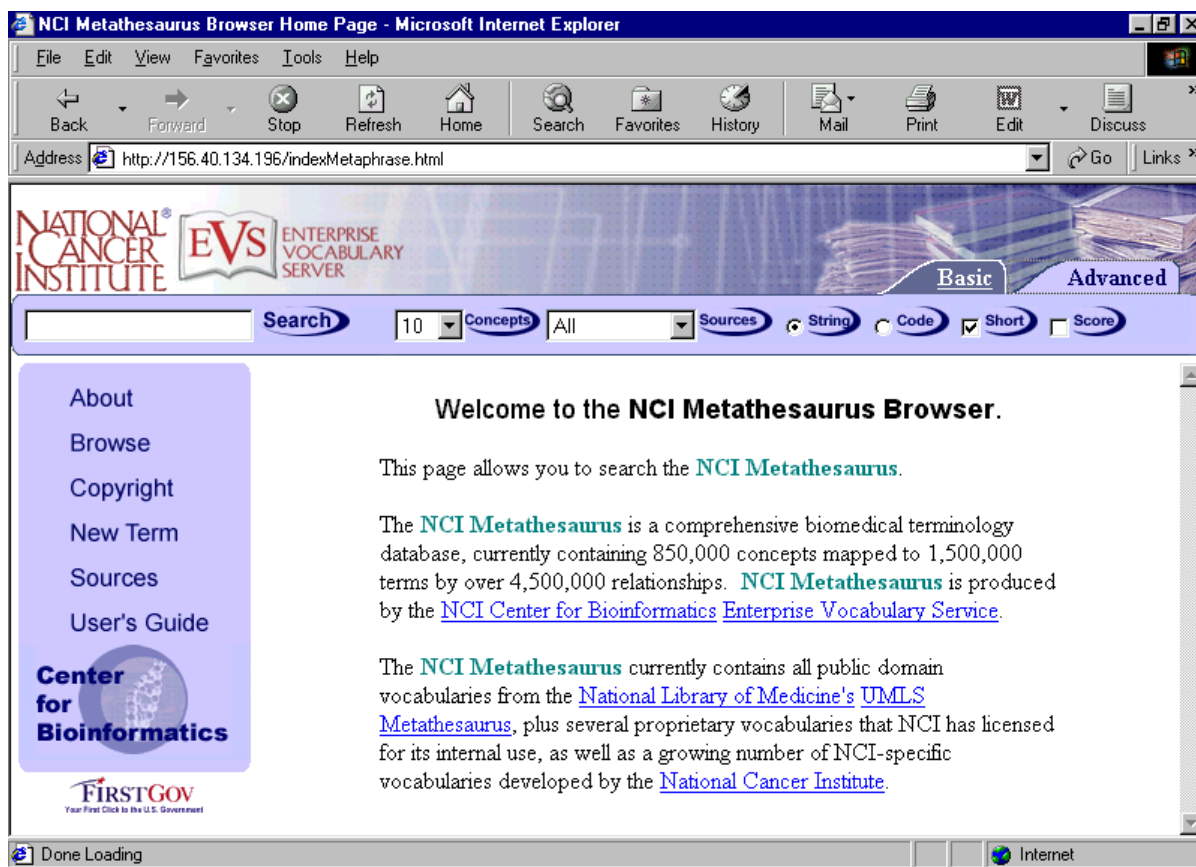 NCI Metathesaurus Browser Home Page - Microsoft Internet Explorer
File Edit View Favorites Tools Help
Back Forward Stop Refresh Home Search Favorites History Mail Print Edit Discuss »
Address http://156.40.134.196/indexMetaphrase.html Go Links »
NATIONAL® CANCER INSTITUTE
EVS ENTERPRISE VOCABULARY SERVER
Basic Advanced
Search 10 Concepts All Sources String Code Short Score
About
Browse
Copyright
New Term
Sources
User's Guide
Center
for
Bioinformatics
FIRSTGOV
Your First Click to the U.S. Government
Welcome to the NCI Metathesaurus Browser.
This page allows you to search the NCI Metathesaurus.
The NCI Metathesaurus is a comprehensive biomedical terminology
database, currently containing 850,000 concepts mapped to 1,500,000
terms by over 4,500,000 relationships. NCI Metathesaurus is produced
by the NCI Center for Bioinformatics Enterprise Vocabulary Service.
The NCI Metathesaurus currently contains all public domain
vocabularies from the National Library of Medicine's UMLS
Metathesaurus, plus several proprietary vocabularies that NCI has licensed
for its internal use, as well as a growing number of NCI-specific
vocabularies developed by the National Cancer Institute.
Done Loading Internet